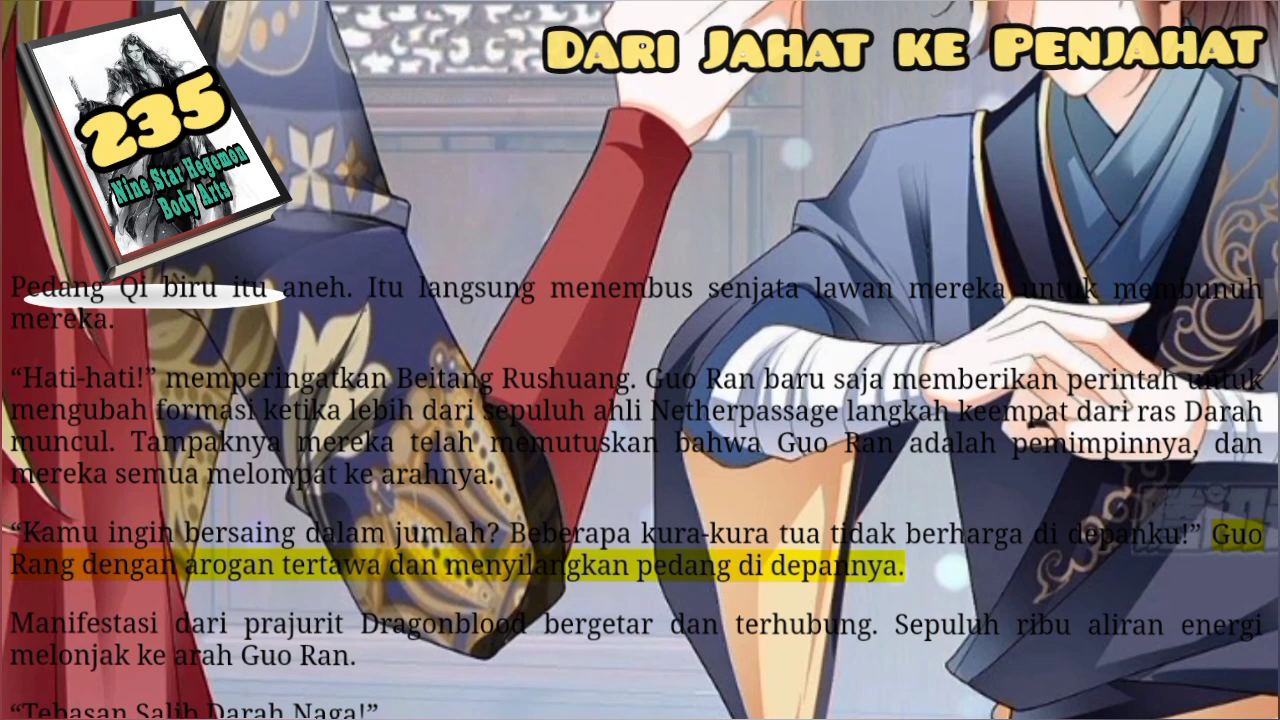 DARI JAHAT KE PENJAHAT
235
Nine Star Hegemon
Body Arts
Pedang Qi biru itu aneh. Itu langsung menembus senjata lawan mereka untuk membunuh
mereka.
“Hati-hati!” memperingatkan Beitang Rushuang. Guo Ran baru saja memberikan perintah untuk
mengubah formasi ketika lebih dari sepuluh ahli Netherpassage langkah keempat dari ras Darah
muncul. Tampaknya mereka telah memutuskan bahwa Guo Ran adalah pemimpinnya, dan
mereka semua melompat ke arahnya.
“Kamu ingin bersaing dalam jumlah? Beberapa kura-kura tua tidak berharga di depanku!” Guo
Rang dengan arogan tertawa dan menyilangkan pedang di depannya.
Manifestasi dari prajurit Dragonblood bergetar dan terhubung. Sepuluh ribu aliran energi
melonjak ke arah Guo Ran.
“Tebasan Salib Darah Naga!”